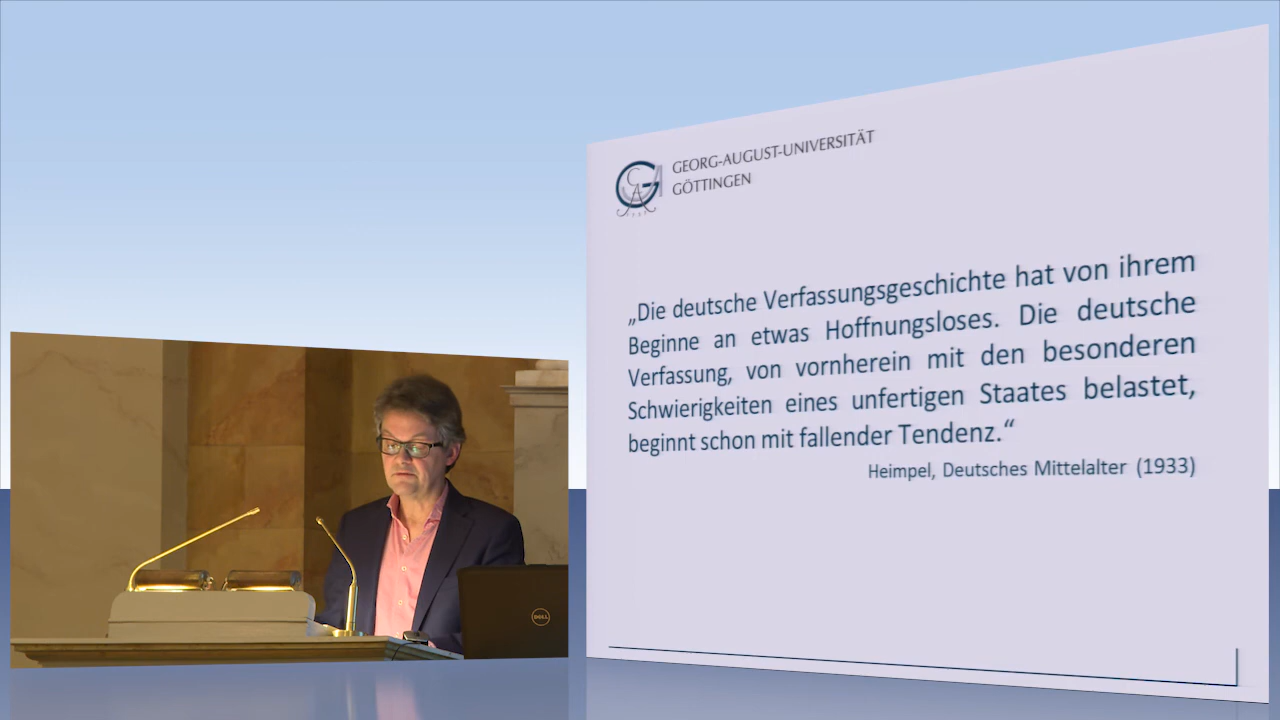 GEORG-AUGUST-UNIVERSITÄT
GÖTTINGEN
„Die deutsche Verfassungsgeschichte hat von ihrem
Beginne an etwas Hoffnungsloses. Die deutsche
Verfassung, von vornherein mit den besonderen
Schwierigkeiten eines unfertigen Staates belastet,
beginnt schon mit fallender Tendenz.“
Heimpel, Deutsches Mittelalter (1933)
DELL